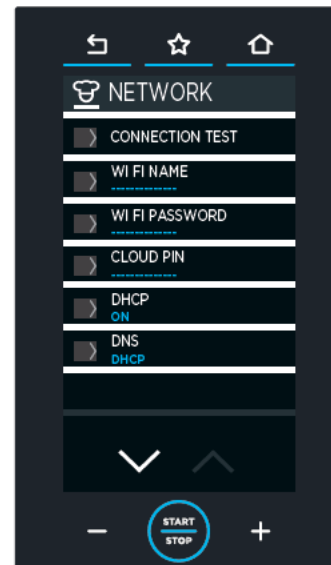 NETWORK
CONNECTION TEST
WI FI NAME
-------------
WI FI PASSWORD
-------------
CLOUD PIN
-------------
DHCP
ON
DNS
DHCP
START
STOP